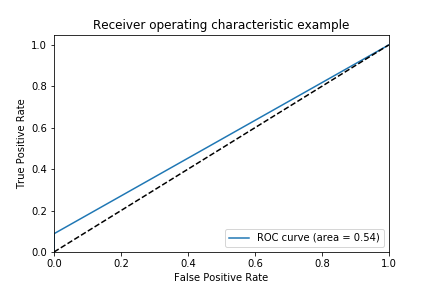 Receiver operating characteristic example
1.0
0.8
0.6
0.4
0.2
0.0
True Positive Rate
ROC curve (area = 0.54)
0.0 0.2 0.4 0.6 0.8 1.0
False Positive Rate